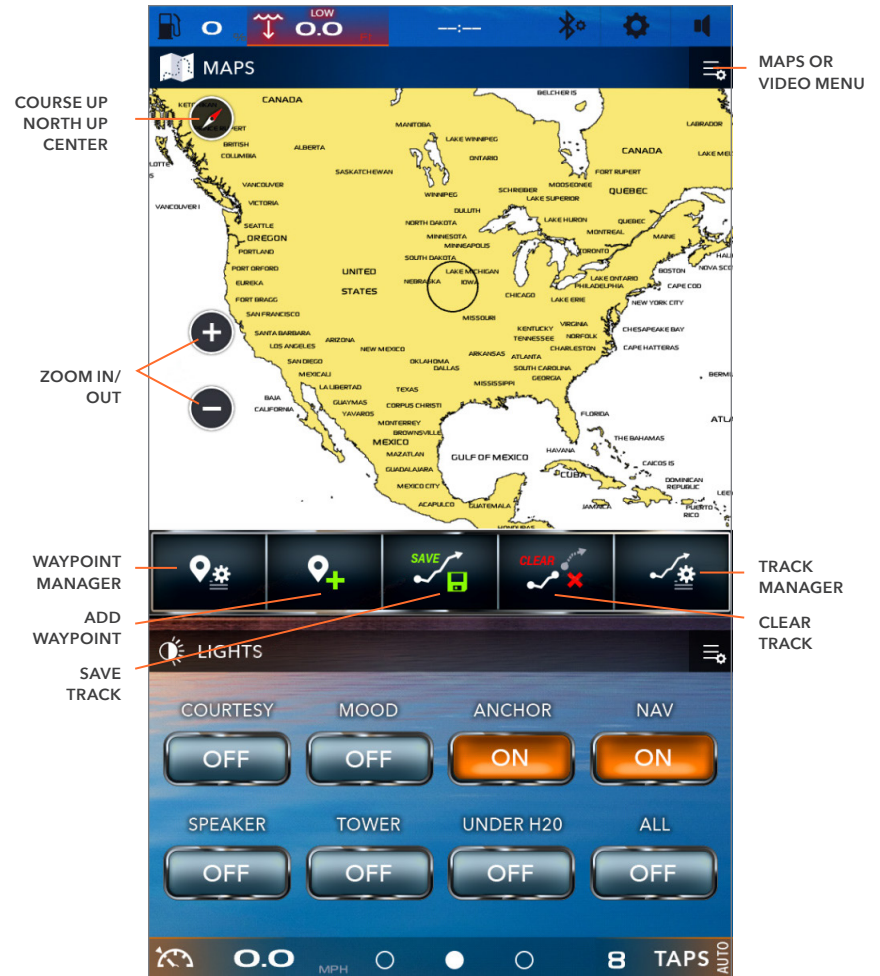 0
LOW
0.0
FT
--:--
MAPS
MAPS OR
VIDEO MENU
COURSE UP
NORTH UP
CENTER
BELCHER IS
CANADA
LABRADOR
MANITOBA
LAKE WINNIPEG
BRITISH
COLUMBIA
ALBERTA
ONTARIO
CANADA
SASKATCHEWAN
FORT RUPERT
VANCOUVER
WINNIPEG
SCHREIBER
MOOSEONEE
QUEBEC
LAKE SUPERIOR
VICTORIA
VANCOUVER I
DULUTH
SEATTLE
NORTH DAKOTA
LAKE HURON
QUEBEC
MONTREAL
MAINE
OREGON
MINNESOTA
MINNEAPOLIS
PORTLAND
SOUTH DAKOTA
TORONTO
PORT ORFORD
UNITED
STATES
LAKE MICHIGAN
BOSTON
NOVA SCO
EUREKA
NEBRASKA
IOWA
LAKE ONTARIO
PHILADELPHIA
CAPE COD
FORT BRAGG
CHICAGO
LAKE ERIE
NEW YORK CITY
SAN FRANCISCO
MISSOURI
SANTA BARBARA
KENTUCKY
VIRGINIA
CHESAPEAKE BAY
LOS ANGELES
ARIZONA
TENNESSEE
NORFOLK
NEW MEXICO
CHARLESTON
CAPE HATTERAS
SAN DIEGO
OKLAHOMA
ARKANSAS
ATLANTA
MEXICALI
DALLAS
SOUTH CAROLINA
GEORGIA
LA LIBERTAD
TEXAS
MISSISSIPPI
BAJA
CALIFORNIA
GUAYMAS
YAVAROS
CORPUS CHRISTI
FLORIDA
MONTERREY
BROWNSVILLE
MEXICO
THE BAHAMAS
MAZATLAN
GULF OF MEXICO
HAVANA
CAICOS IS
GUADALAJARA
CUBA
DOMINICAN
REPUBLIC
MEXICO CITY
ACAPULCO
GUATEMALA
JAMAICA
PUERTO
RICO
HONDURAS
ZOOM IN/
OUT
WAYPOINT
MANAGER
ADD
WAYPOINT
SAVE
TRACK
SAVE
CLEAR
TRACK
MANAGER
CLEAR
TRACK
LIGHTS
COURTESY MOOD ANCHOR NAV
OFF OFF ON ON
SPEAKER TOWER UNDER H20 ALL
OFF OFF OFF OFF
0.0 MPH 8 TAPS AUTO